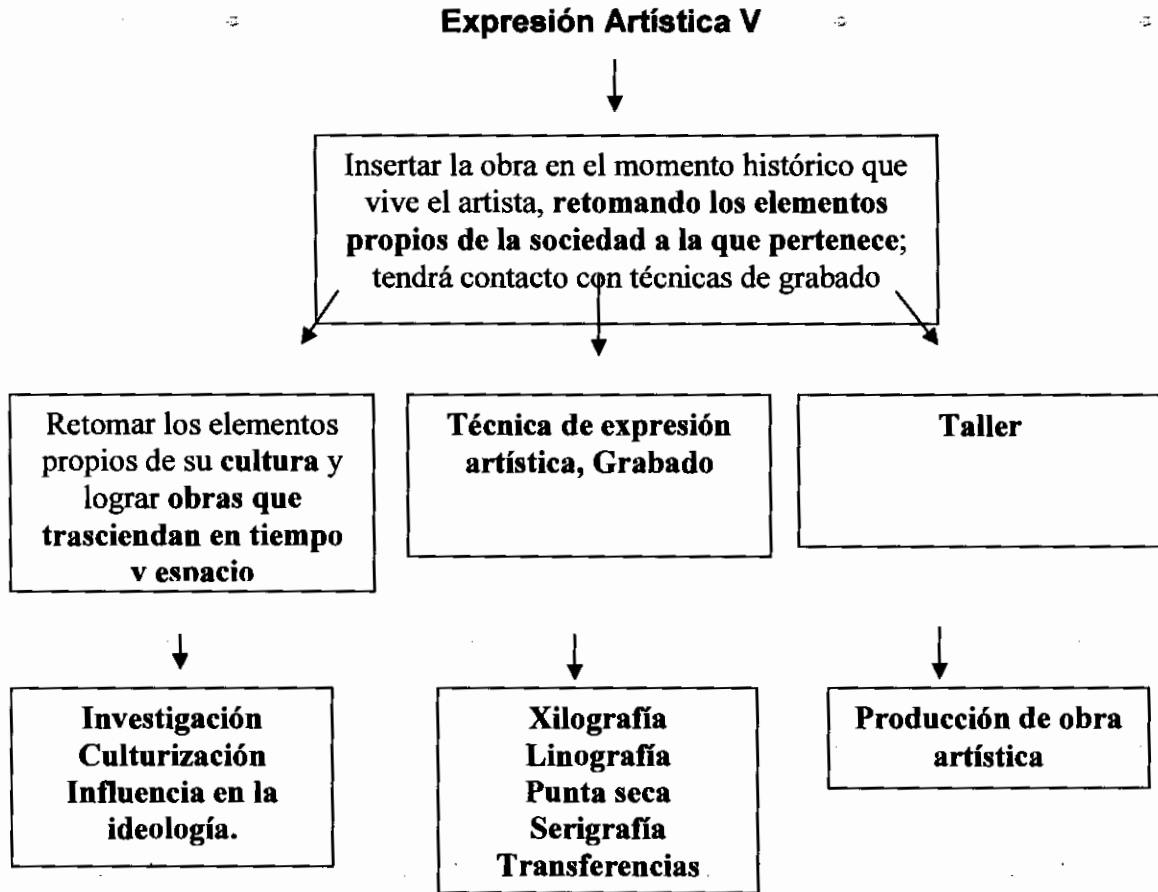 Expresión Artística V
Insertar la obra en el momento histórico que
vive el artista, retomando los elementos
propios de la sociedad a la que pertenece;
tendrá contacto con técnicas de grabado
Retomar los elementos
propios de su cultura y
lograr obras que
trasciendan en tiempo
y espacio
Técnica de expresión
artística, Grabado
Taller
Investigación
Culturización
Influencia en la
ideología.
Xilografía
Linografía
Punta seca
Serigrafía
Transferencias
Producción de obra
artística